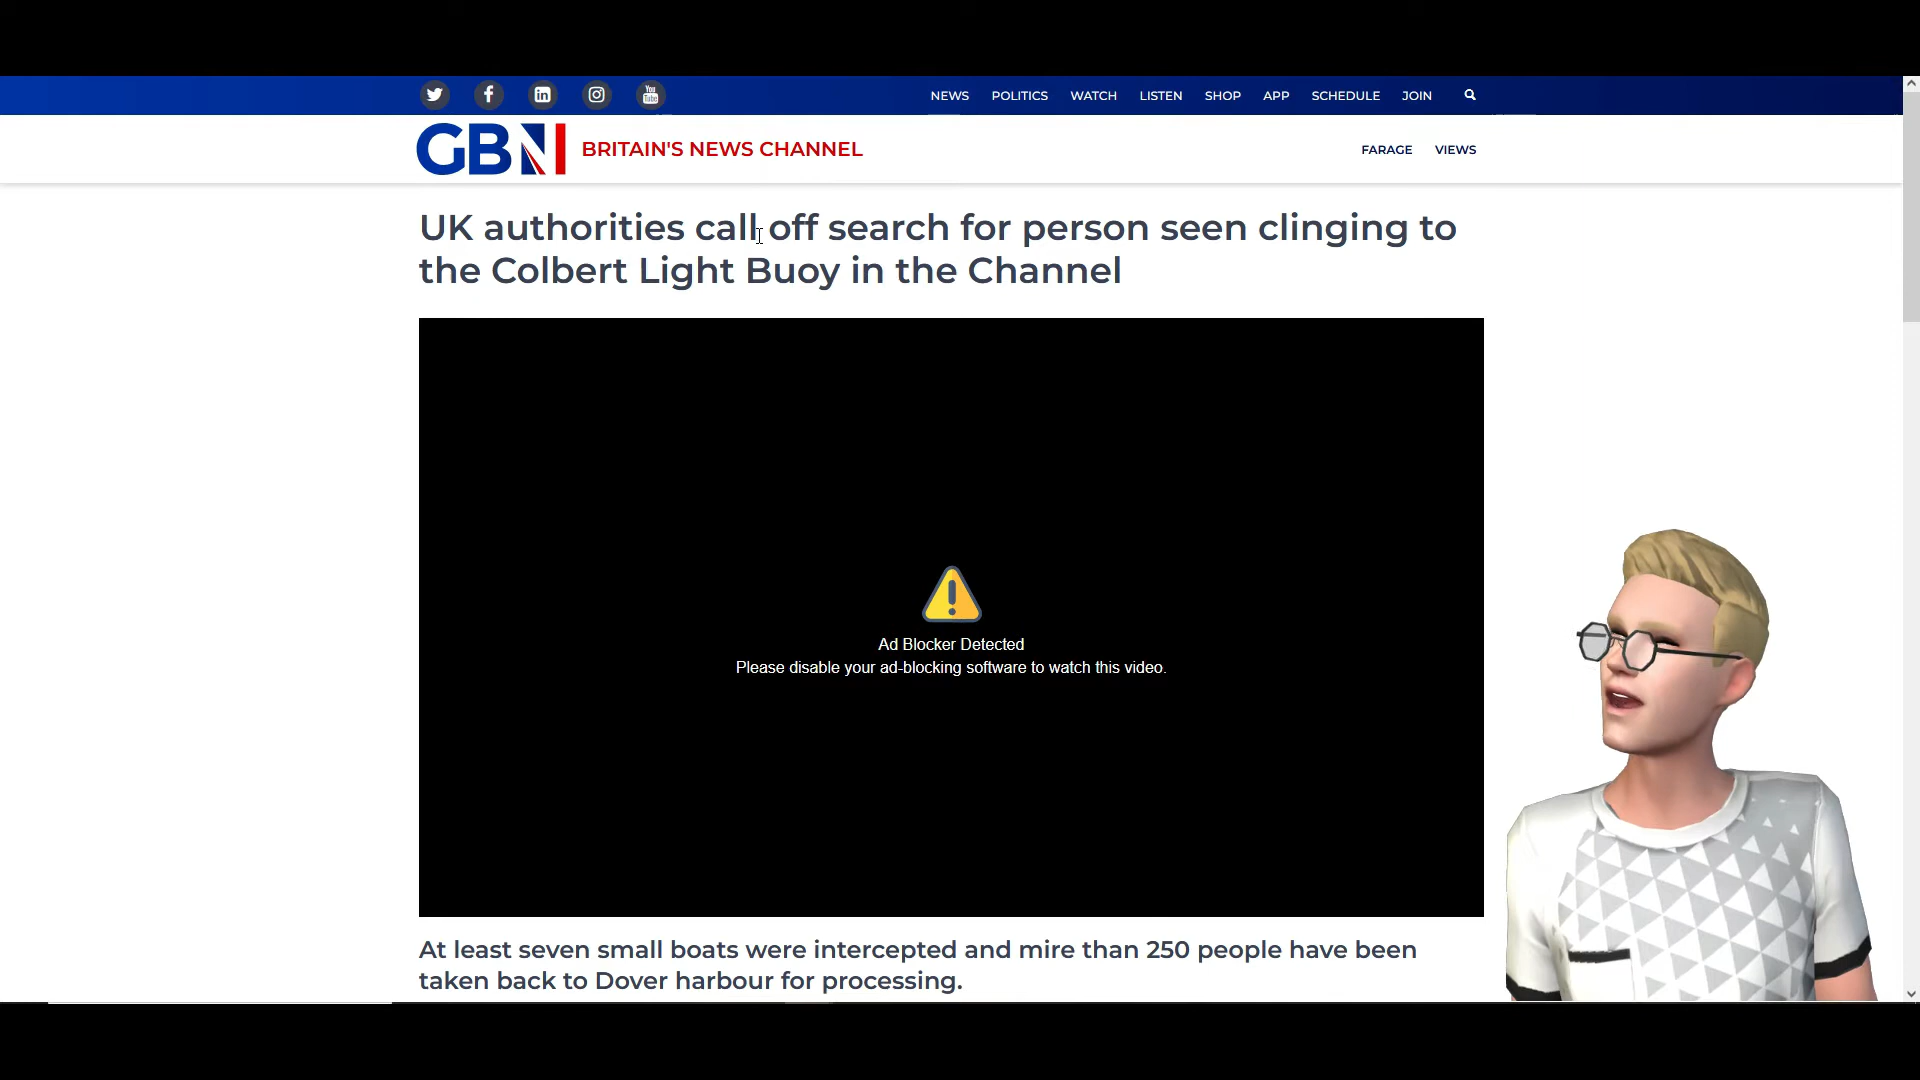 You Tube
NEWS POLITICS WATCH LISTEN SHOP APP SCHEDULE JOIN
GBN BRITAIN'S NEWS CHANNEL
FARAGE VIEWS
UK authorities call off search for person seen clinging to
the Colbert Light Buoy in the Channel
Ad Blocker Detected
Please disable your ad-blocking software to watch this video.
At least seven small boats were intercepted and mire than 250 people have been
taken back to Dover harbour for processing.